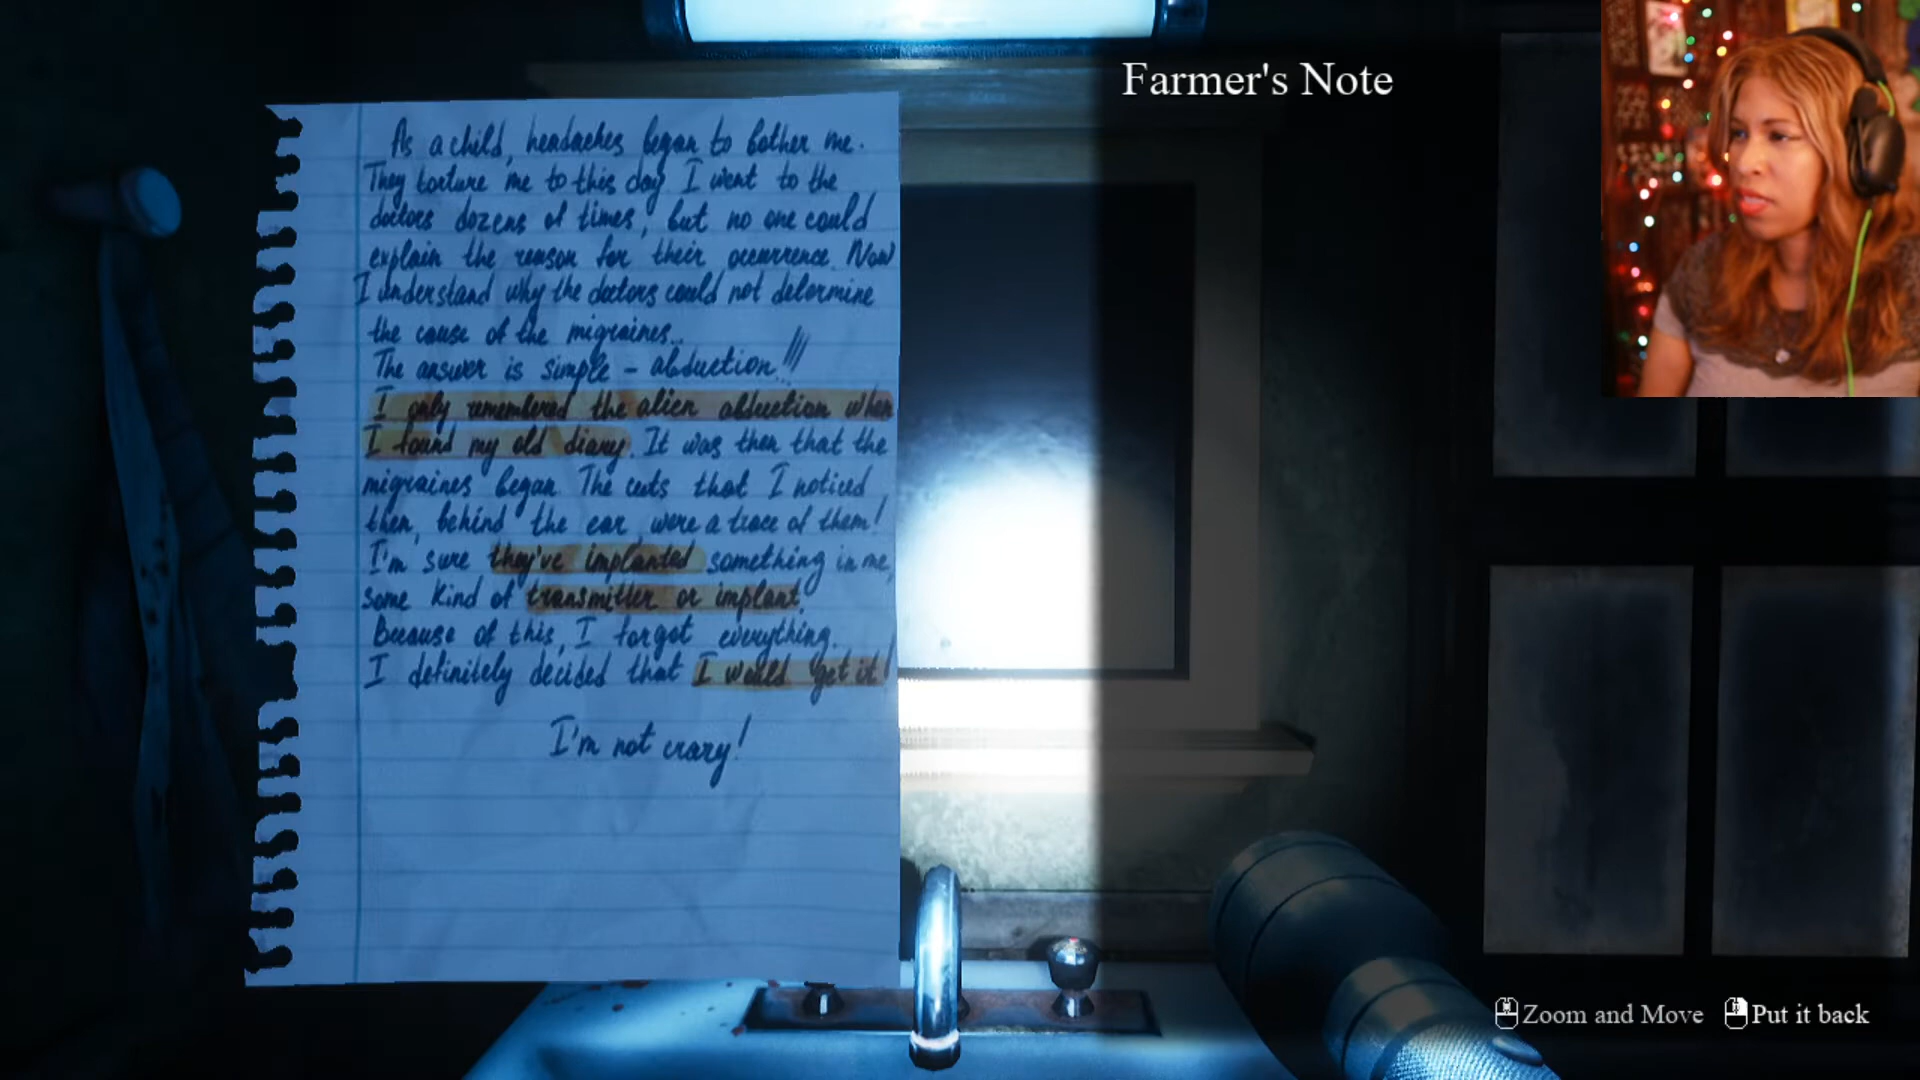 Farmer's Note
As a child, headaches began to bother me.
They torture me to this day I went to the
doctors dozens of times, but no one could
explain the reason for their occurrence. Now
I understand why the doctors could not determine
the cause of the migraines...
The answer is simple - abduction!!!
I only remembered the alien abduction when
I found my old diary. It was then that the
migraines began. The cuts that I noticed
then, behind the ear, were a trace of them!
I'm sure they've implanted something in me,
some kind of transmitter or implant.
Because of this, I forgot everything.
I definitely decided that I would get it!
I'm not crazy!
Zoom and Move Put it back